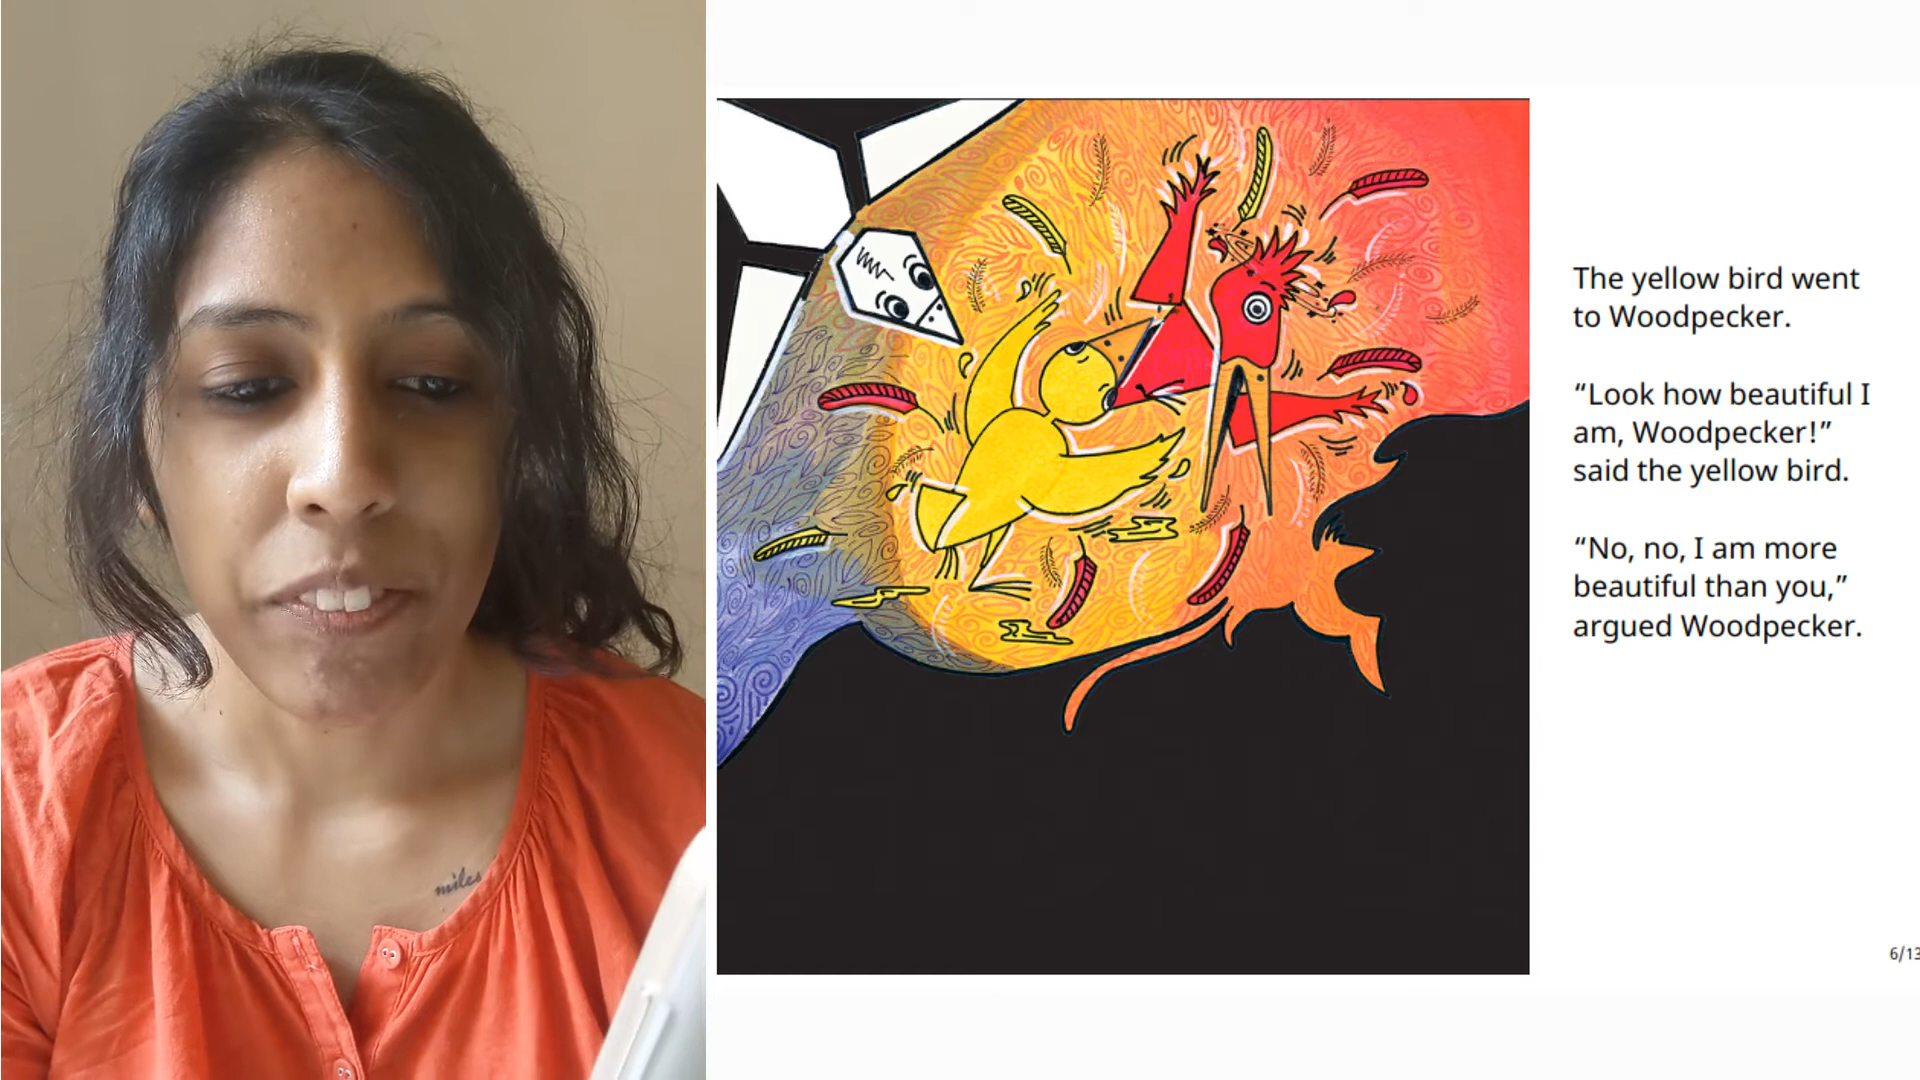 The yellow bird went
to Woodpecker.
“Look how beautiful I
am, Woodpecker!”
said the yellow bird.
“No, no, I am more
beautiful than you,”
argued Woodpecker.
6/13
miles